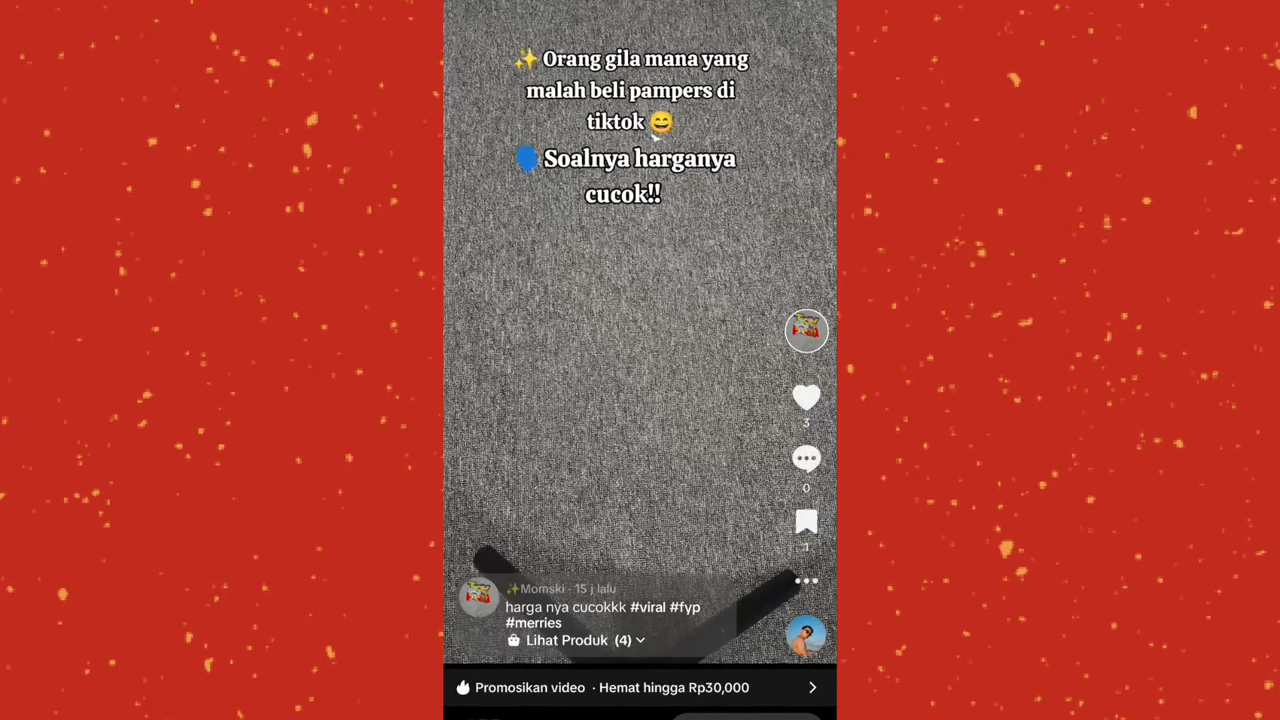 ✨ Orang gila mana yang
malah beli pampers di
tiktok 😄
🗣 Soalnya harganya
cucok!!
3
0
1
✨Momski · 15 j lalu
harga nya cucokkk #viral #fyp
#merries
Lihat Produk (4)
Promosikan video · Hemat hingga Rp30,000